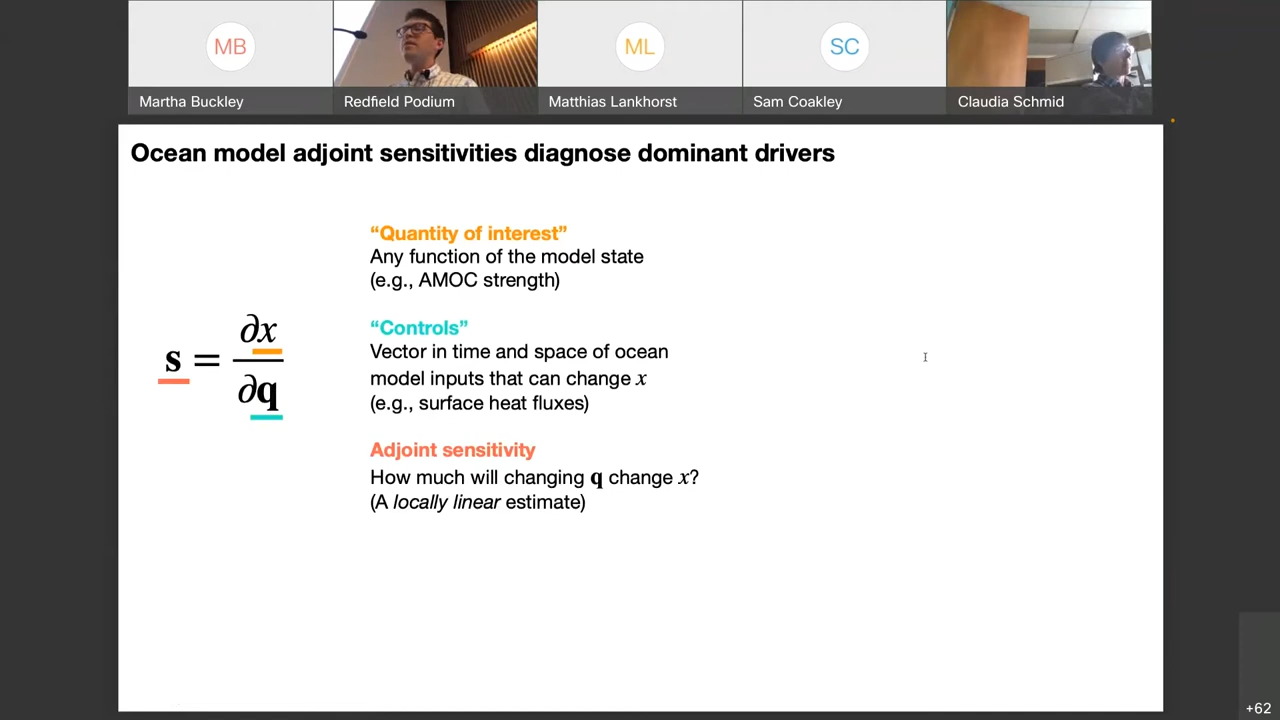 MB
ML
SC
Martha Buckley
Redfield Podium
Matthias Lankhorst
Sam Coakley
Claudia Schmid
Ocean model adjoint sensitivities diagnose dominant drivers
“Quantity of interest”
Any function of the model state
(e.g., AMOC strength)
s = ∂x / ∂q
“Controls”
Vector in time and space of ocean
model inputs that can change x
(e.g., surface heat fluxes)
Adjoint sensitivity
How much will changing q change x?
(A locally linear estimate)
+62